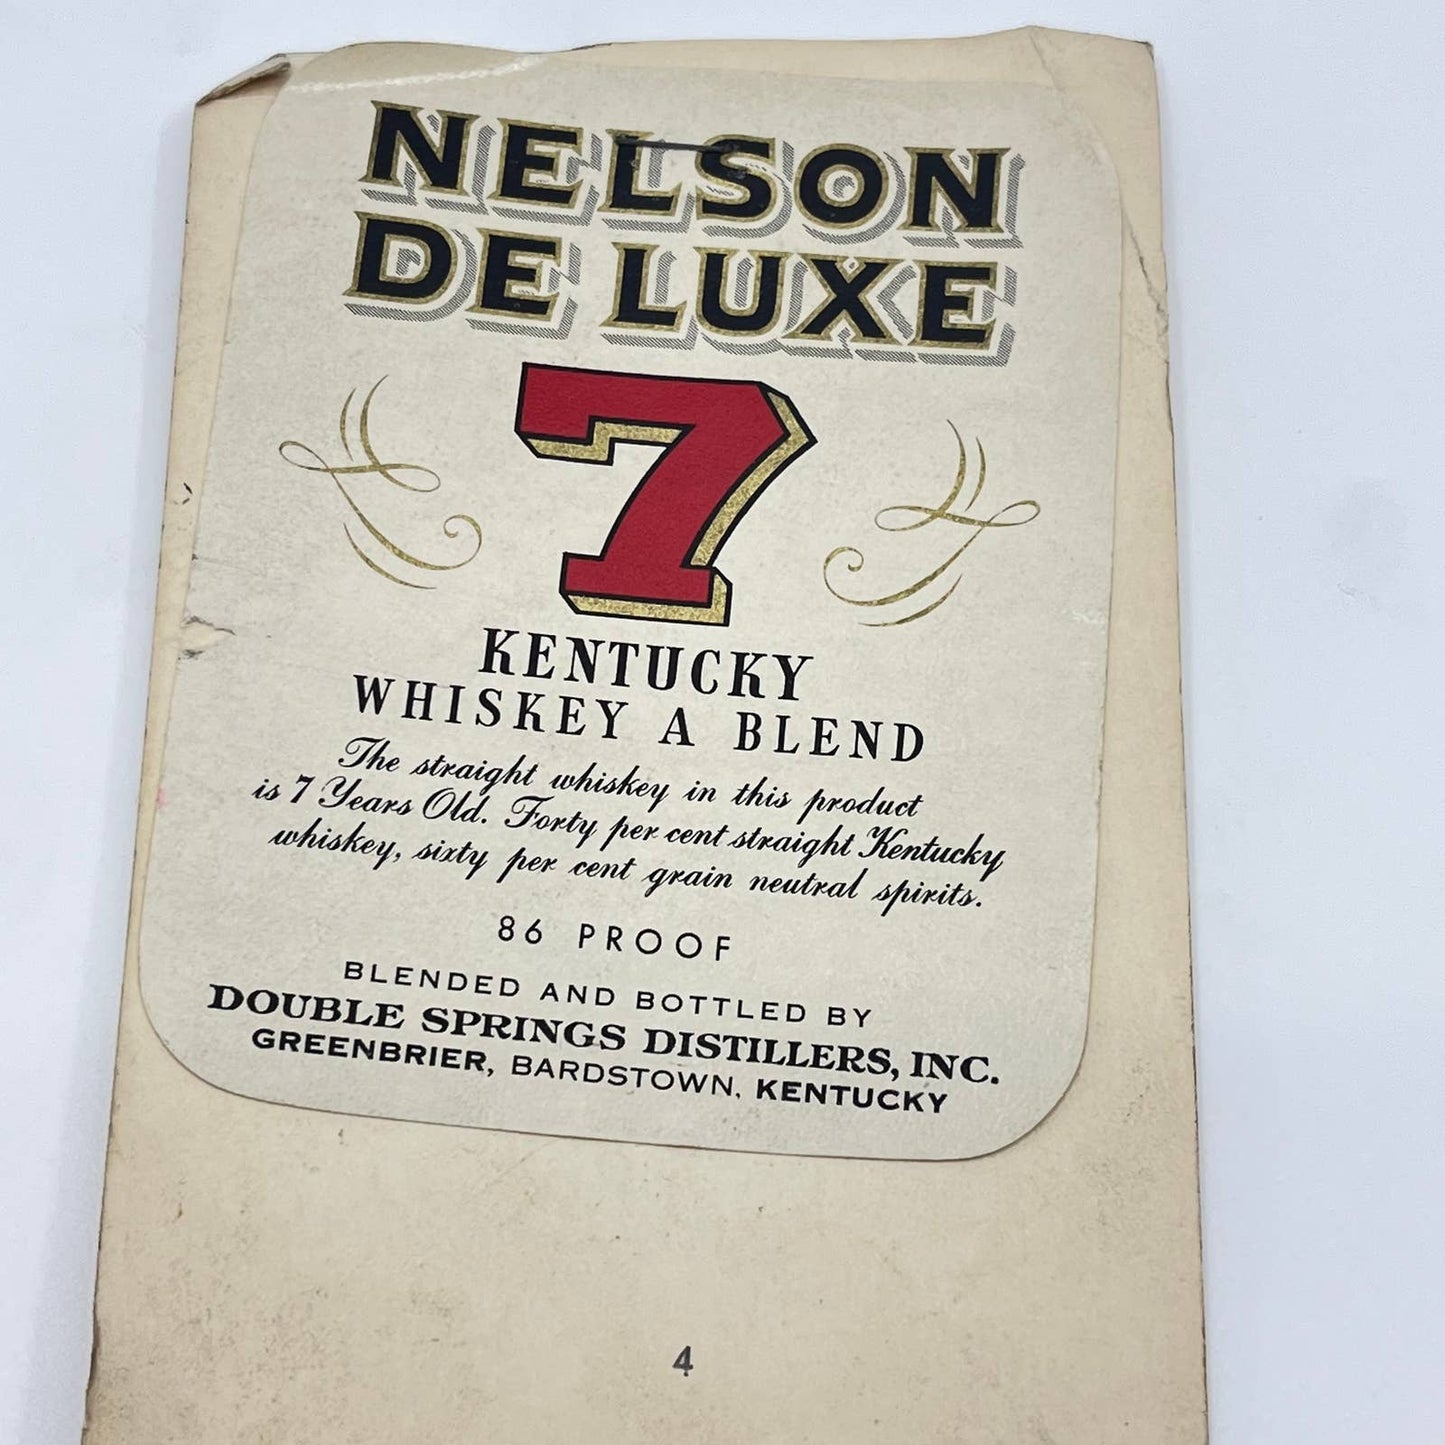 NELSON
DE LUXE
7
KENTUCKY
WHISKEY A BLEND
The straight whiskey in this product
is 7 Years Old. Forty per cent straight Kentucky
whiskey, sixty per cent grain neutral spirits.
86 PROOF
BLENDED AND BOTTLED BY
DOUBLE SPRINGS DISTILLERS, INC.
GREENBRIER, BARDSTOWN, KENTUCKY
4